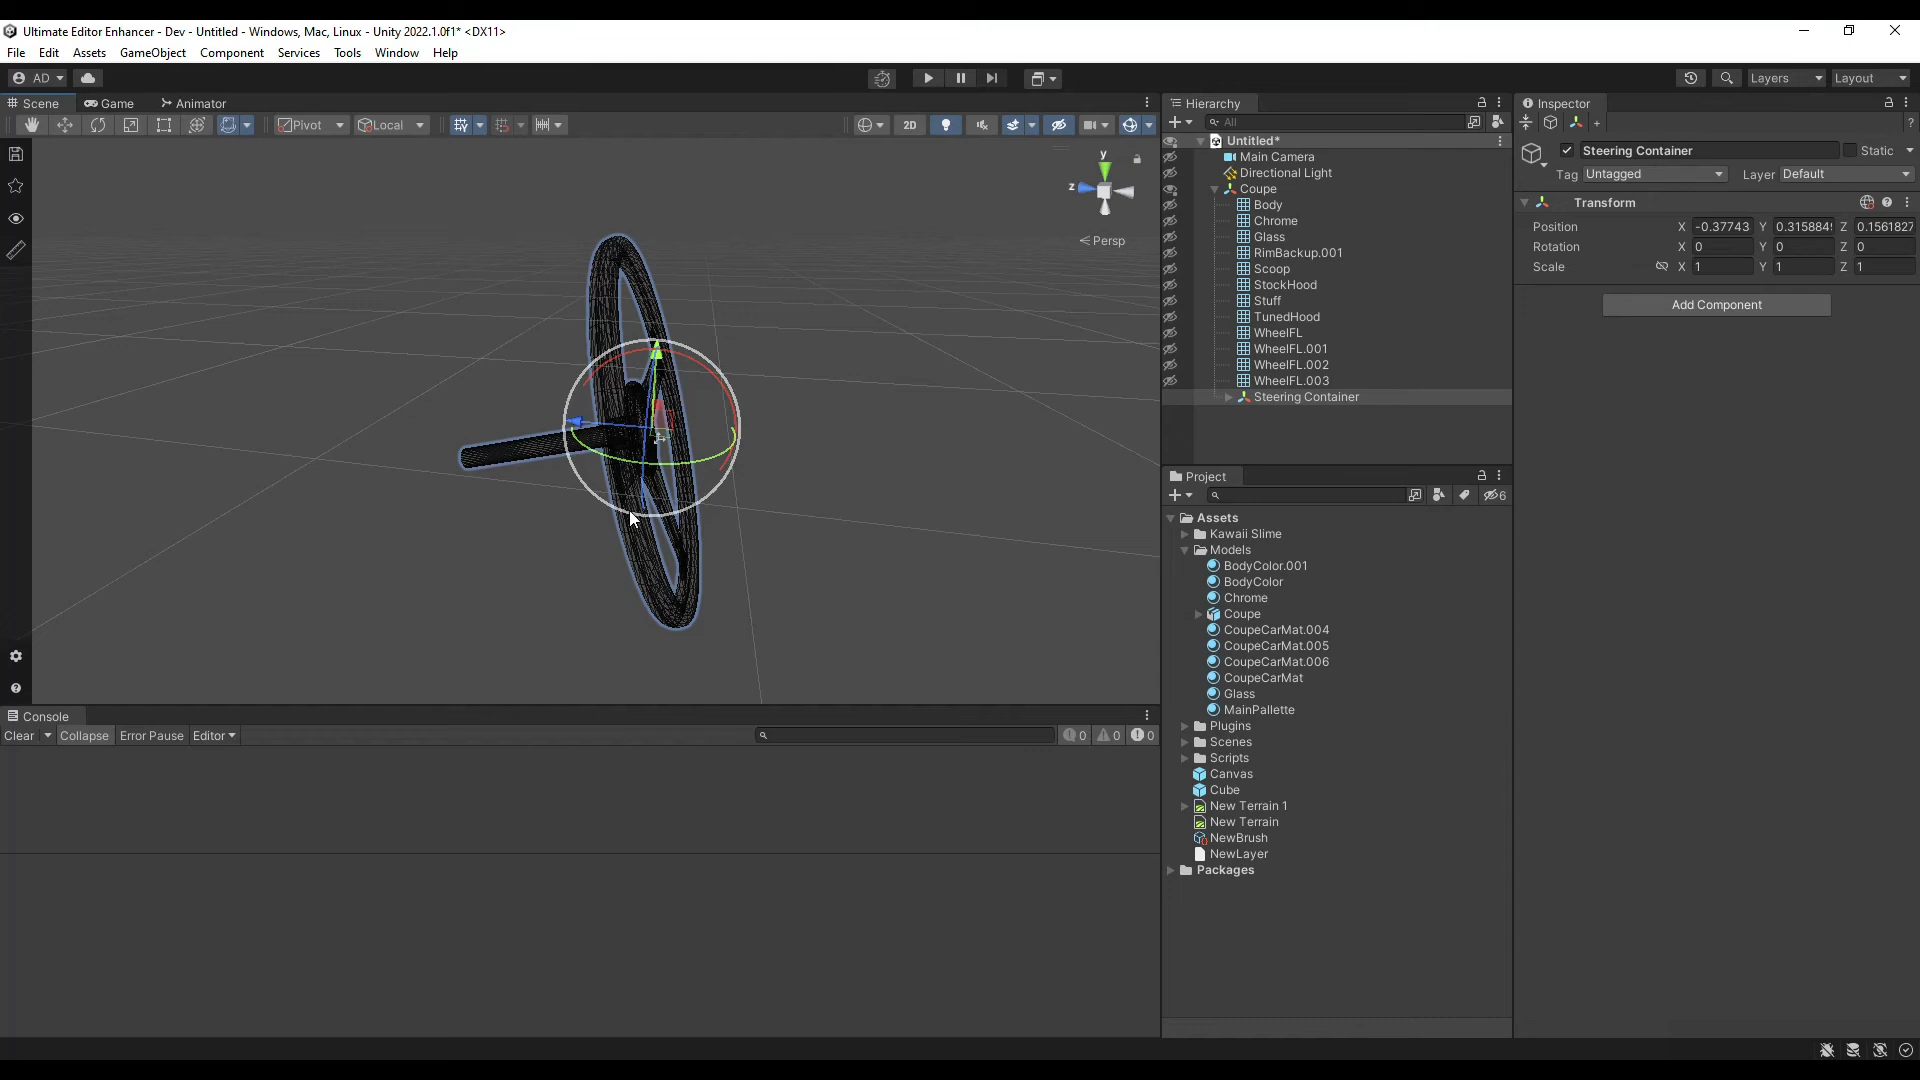 Ultimate Editor Enhancer - Dev - Untitled - Windows, Mac, Linux - Unity 2022.1.0f1* <DX11>
File Edit Assets GameObject Component Services Tools Window Help
AD Layers Layout
Scene Game Animator
Pivot Local 2D
y
z
Persp
Console
Clear Collapse Error Pause Editor
0 0 0
Hierarchy
All
Untitled*
Main Camera
Directional Light
Coupe
Body
Chrome
Glass
RimBackup.001
Scoop
StockHood
Stuff
TunedHood
WheelFL
WheelFL.001
WheelFL.002
WheelFL.003
Steering Container
Project
6
Assets
Kawaii Slime
Models
BodyColor.001
BodyColor
Chrome
Coupe
CoupeCarMat.004
CoupeCarMat.005
CoupeCarMat.006
CoupeCarMat
Glass
MainPallette
Plugins
Scenes
Scripts
Canvas
Cube
New Terrain 1
New Terrain
NewBrush
NewLayer
Packages
Inspector
Steering Container Static
Tag Untagged Layer Default
Transform
Position X -0.37743 Y 0.3158849 Z 0.1561827
Rotation X 0 Y 0 Z 0
Scale X 1 Y 1 Z 1
Add Component